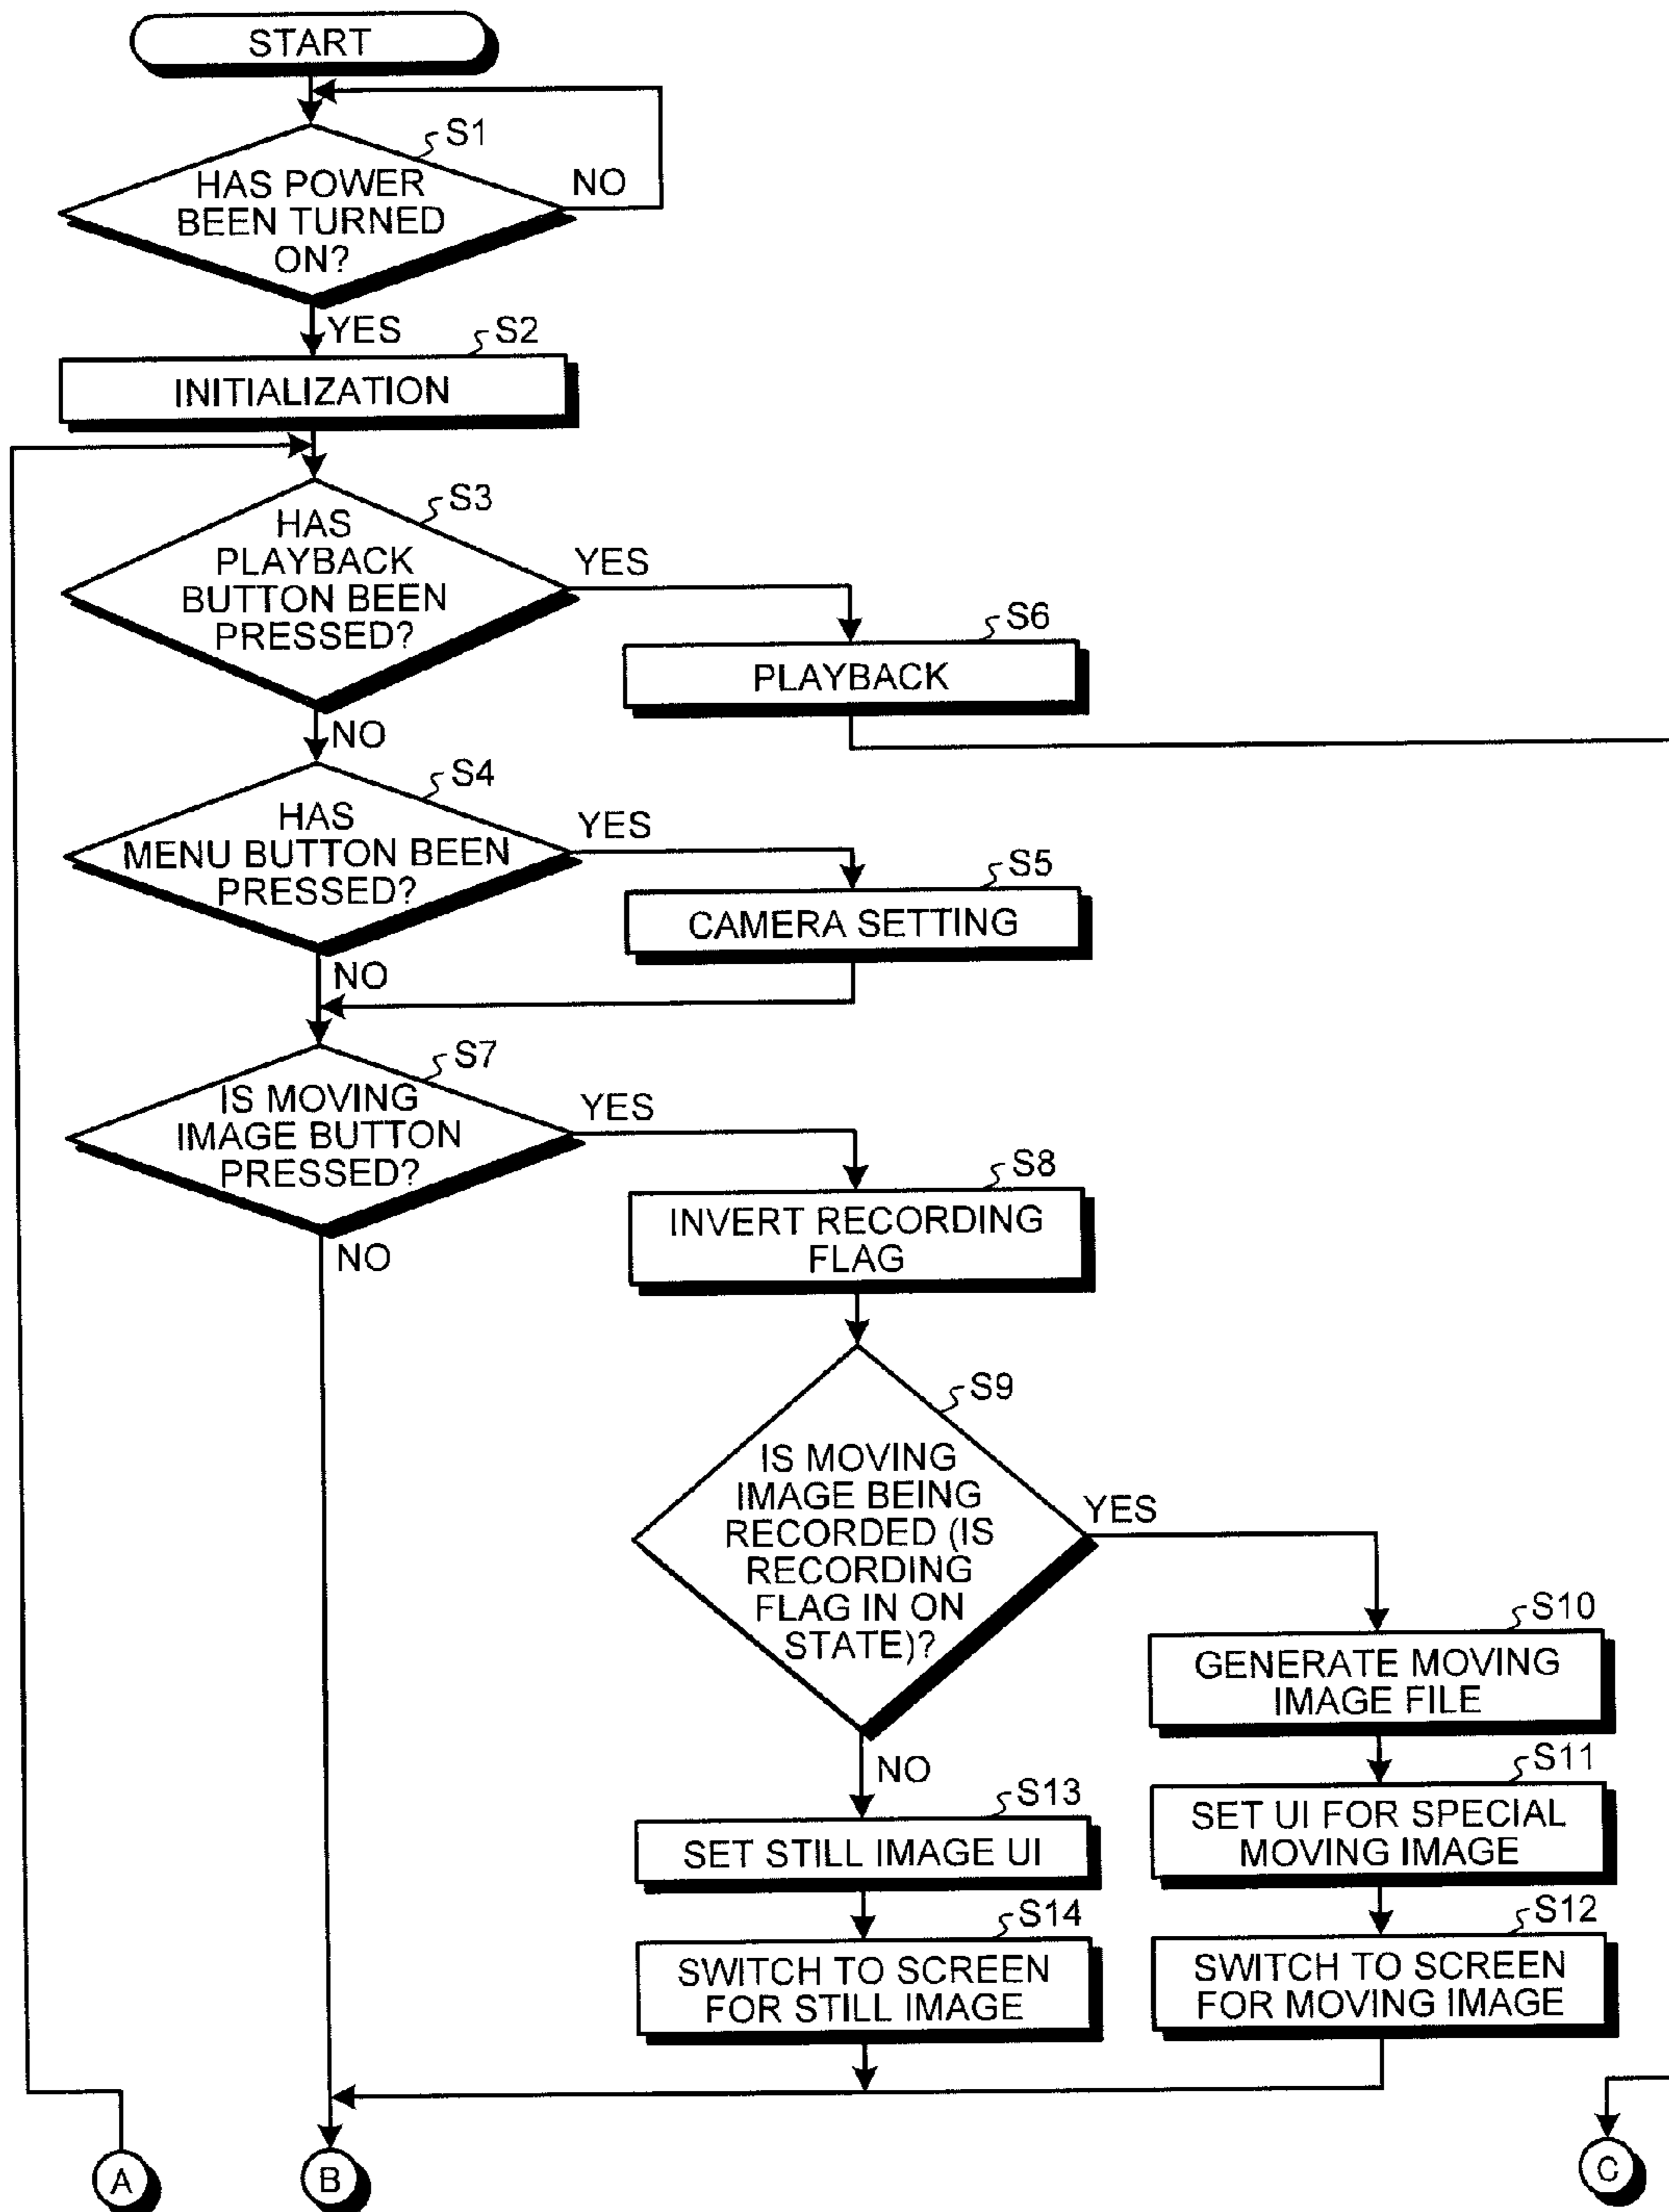 START
S1
HAS POWER
BEEN TURNED
ON?
NO
YES
S2
INITIALIZATION
S3
HAS
PLAYBACK
BUTTON BEEN
PRESSED?
YES
S6
PLAYBACK
NO
S4
HAS
MENU BUTTON BEEN
PRESSED?
YES
S5
CAMERA SETTING
NO
S7
IS MOVING
IMAGE BUTTON
PRESSED?
YES
S8
INVERT RECORDING
FLAG
NO
S9
IS MOVING
IMAGE BEING
RECORDED (IS
RECORDING
FLAG IN ON
STATE)?
YES
S10
GENERATE MOVING
IMAGE FILE
NO
S11
SET UI FOR SPECIAL
MOVING IMAGE
S13
SET STILL IMAGE UI
S12
SWITCH TO SCREEN
FOR MOVING IMAGE
S14
SWITCH TO SCREEN
FOR STILL IMAGE
A
B
C